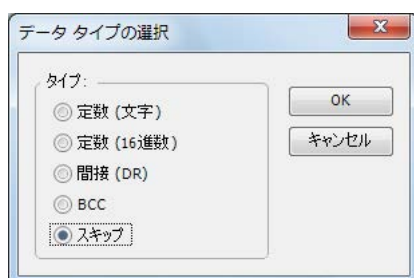 データ タイプの選択
タイプ:
定数 (文字)
定数 (16進数)
間接 (DR)
BCC
スキップ
OK
キャンセル